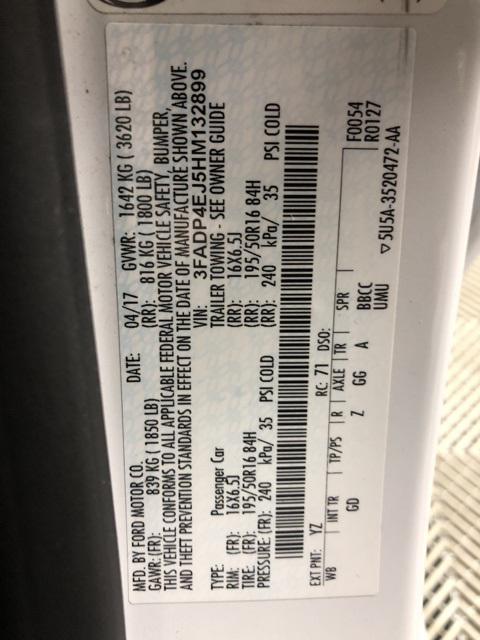 MFD. BY FORD MOTOR CO. DATE: 04/17 GVWR: 1642 KG ( 3620 LB)
GAWR: (FR): 839 KG (1850 LB) (RR): 816 KG (1800 LB)
THIS VEHICLE CONFORMS TO ALL APPLICABLE FEDERAL MOTOR VEHICLE SAFETY, BUMPER,
AND THEFT PREVENTION STANDARDS IN EFFECT ON THE DATE OF MANUFACTURE SHOWN ABOVE.
VIN: 3FADP4EJ5HM132899
TYPE: Passenger Car TRAILER TOWING - SEE OWNER GUIDE
RIM: (FR): 16X6.5J (RR): 16X6.5J
TIRE: (FR): 195/50R16 84H (RR): 195/50R16 84H
PRESSURE: (FR): 240 kPa/ 35 PSI COLD (RR): 240 kPa/ 35 PSI COLD
EXT PNT: YZ RC: 71 DSO: F0054
R0127
WB INT TR TP/PS R AXLE TR SPR
GD Z GG A BBCC
UMU
▽5U5A-3520472-AA